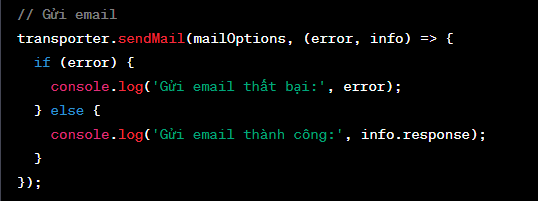 // Gửi email
transporter.sendMail(mailOptions, (error, info) => {
  if (error) {
    console.log('Gửi email thất bại:', error);
  } else {
    console.log('Gửi email thành công:', info.response);
  }
});